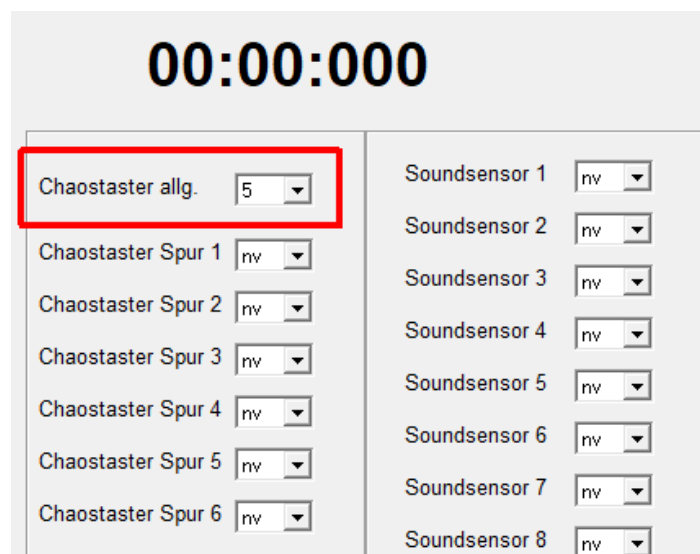 00:00:000
Chaostaster allg. 5
Chaostaster Spur 1 nv
Chaostaster Spur 2 nv
Chaostaster Spur 3 nv
Chaostaster Spur 4 nv
Chaostaster Spur 5 nv
Chaostaster Spur 6 nv
Soundsensor 1 nv
Soundsensor 2 nv
Soundsensor 3 nv
Soundsensor 4 nv
Soundsensor 5 nv
Soundsensor 6 nv
Soundsensor 7 nv
Soundsensor 8 nv